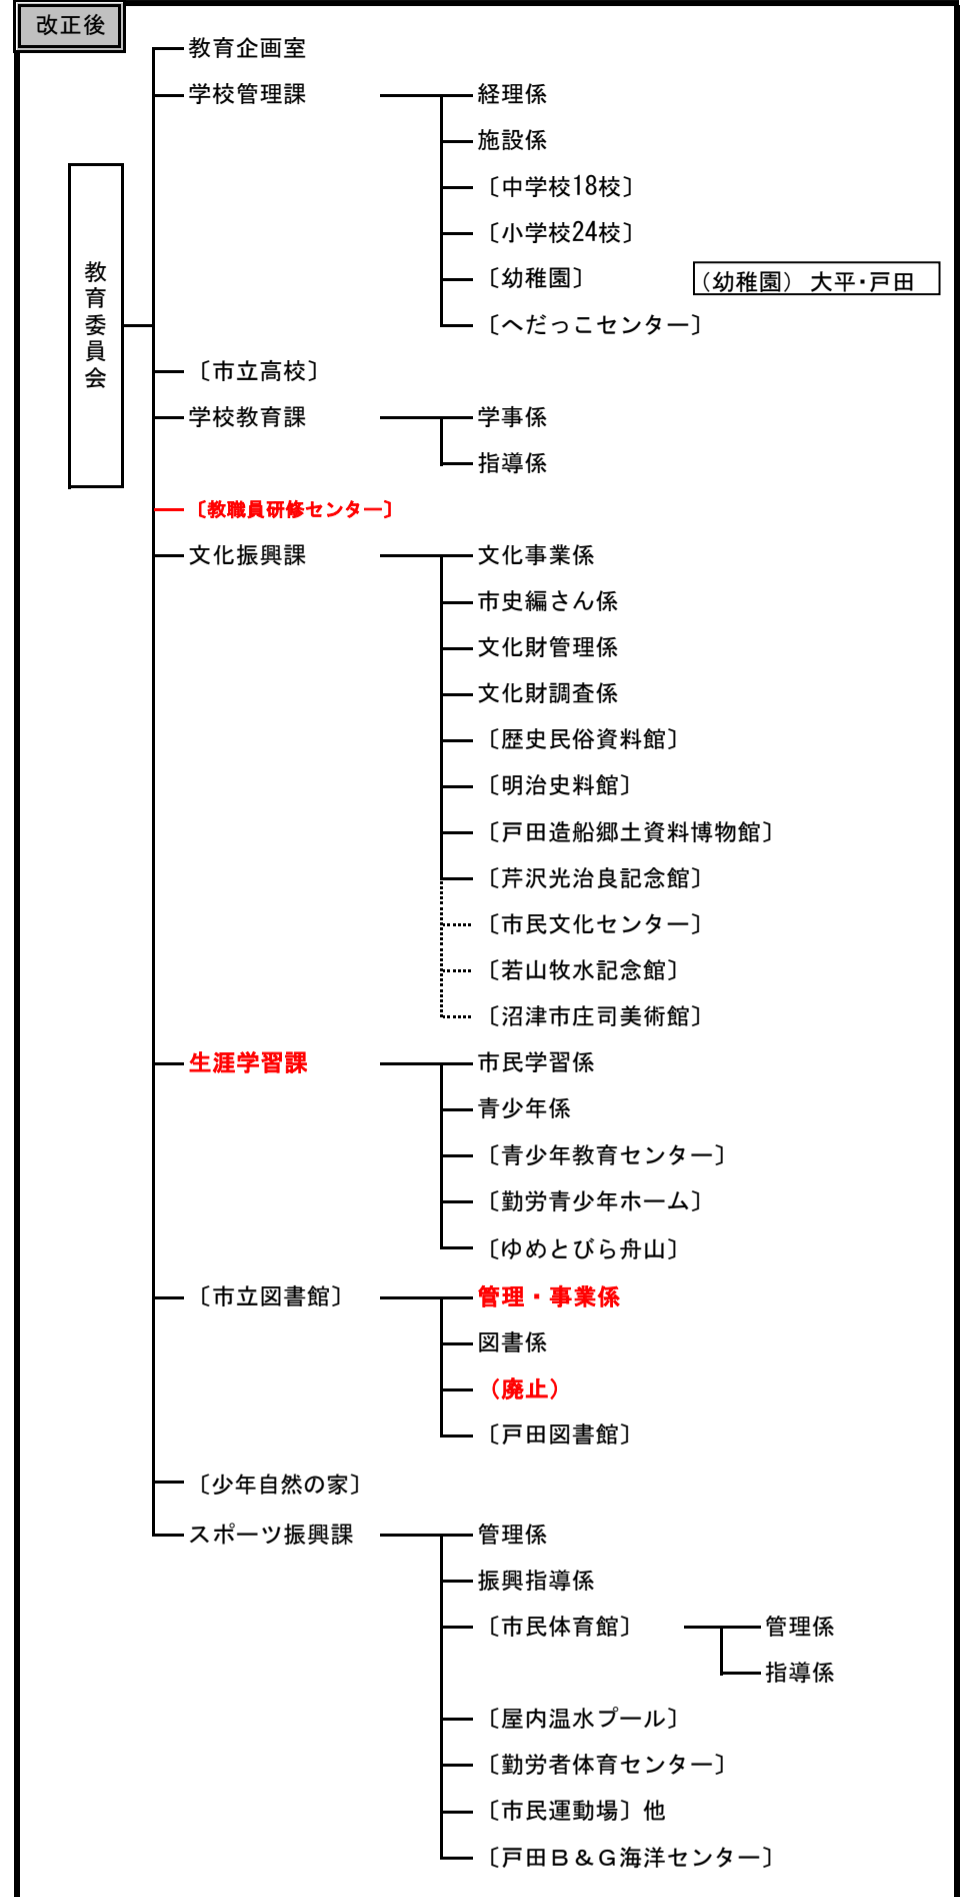 改正後
教育企画室
学校管理課 経理係
施設係
〔中学校18校〕
〔小学校24校〕
〔幼稚園〕 （幼稚園） 大平・戸田
教育委員会 〔へだっこセンター〕
〔市立高校〕
学校教育課 学事係
指導係
〔教職員研修センター〕
文化振興課 文化事業係
市史編さん係
文化財管理係
文化財調査係
〔歴史民俗資料館〕
〔明治史料館〕
〔戸田造船郷土資料博物館〕
〔芹沢光治良記念館〕
〔市民文化センター〕
〔若山牧水記念館〕
〔沼津市庄司美術館〕
生涯学習課 市民学習係
青少年係
〔青少年教育センター〕
〔勤労青少年ホーム〕
〔ゆめとびら舟山〕
〔市立図書館〕 管理・事業係
図書係
（廃止）
〔戸田図書館〕
〔少年自然の家〕
スポーツ振興課 管理係
振興指導係
〔市民体育館〕 管理係
指導係
〔屋内温水プール〕
〔勤労者体育センター〕
〔市民運動場〕他
〔戸田Ｂ＆Ｇ海洋センター〕